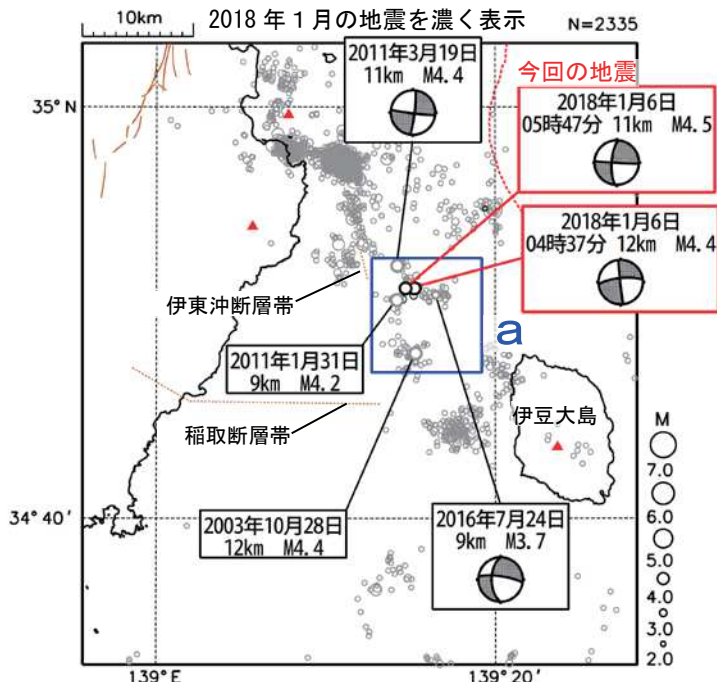 10km
2018 年 1 月の地震を濃く表示
N=2335
35° N
2011年3月19日
11km M4.4
今回の地震
2018年1月6日
05時47分 11km M4.5
2018年1月6日
04時37分 12km M4.4
伊東沖断層帯
a
2011年1月31日
9km M4.2
稲取断層帯
伊豆大島
M
7.0
6.0
5.0
4.0
3.0
2.0
34° 40'
2003年10月28日
12km M4.4
2016年7月24日
9km M3.7
139° E
139° 20'